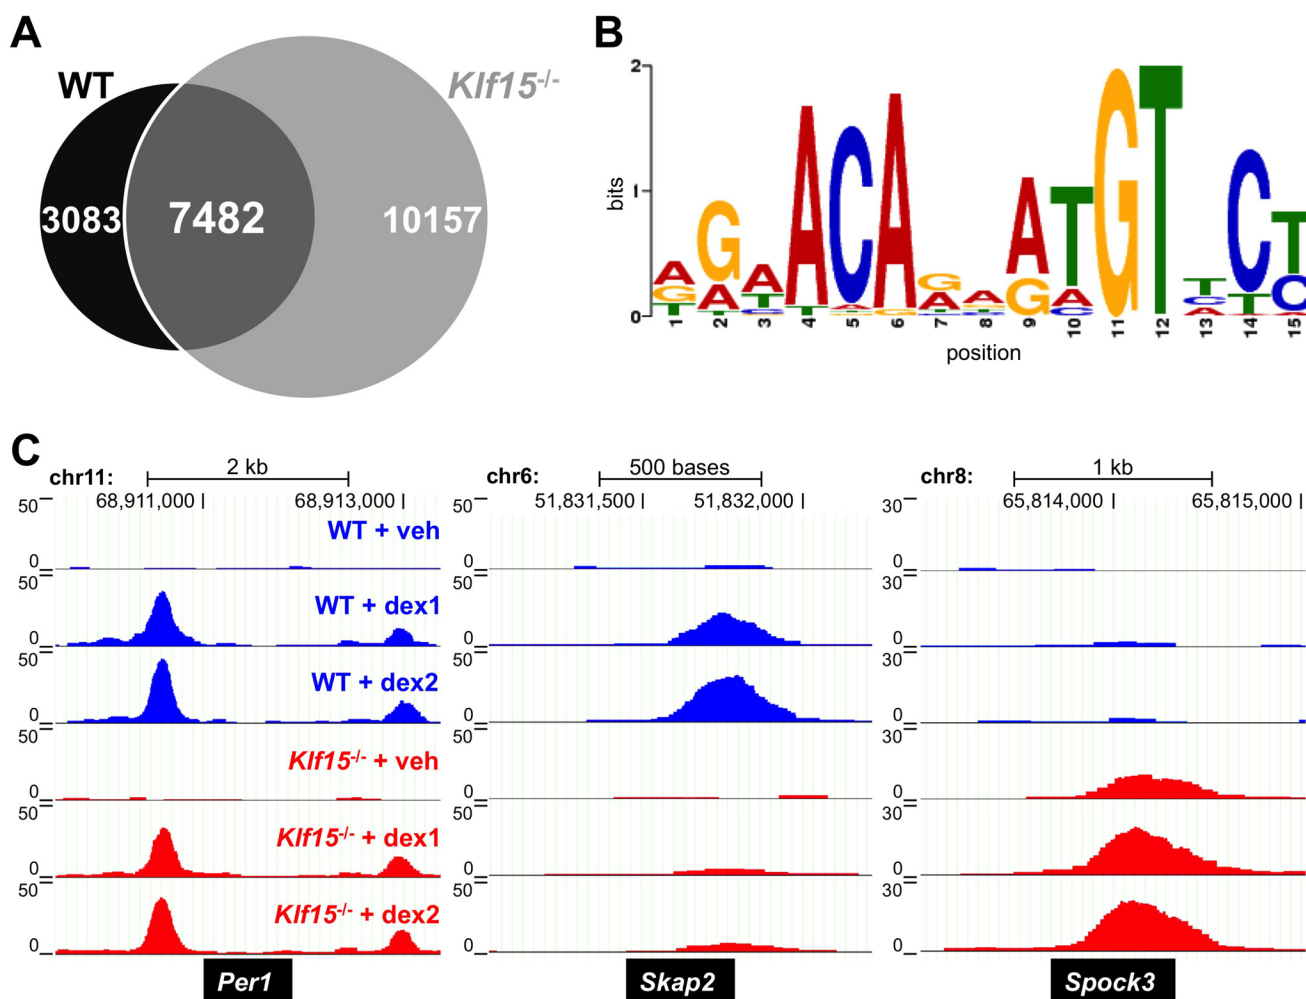 A
WT
Klf15-/-
3083
7482
10157
B
2
1
0
bits
1 2 3 4 5 6 7 8 9 10 11 12 13 14 15
position
C
chr11:
2 kb
68,911,000
68,913,000
chr6:
500 bases
51,831,500
51,832,000
chr8:
1 kb
65,814,000
65,815,000
50
0
WT + veh
30
0
50
0
WT + dex1
50
0
30
0
50
0
WT + dex2
50
0
30
0
50
0
Klf15-/- + veh
50
0
30
0
50
0
Klf15-/- + dex1
50
0
30
0
50
0
Klf15-/- + dex2
50
0
30
0
50
0
Per1
Skap2
Spock3